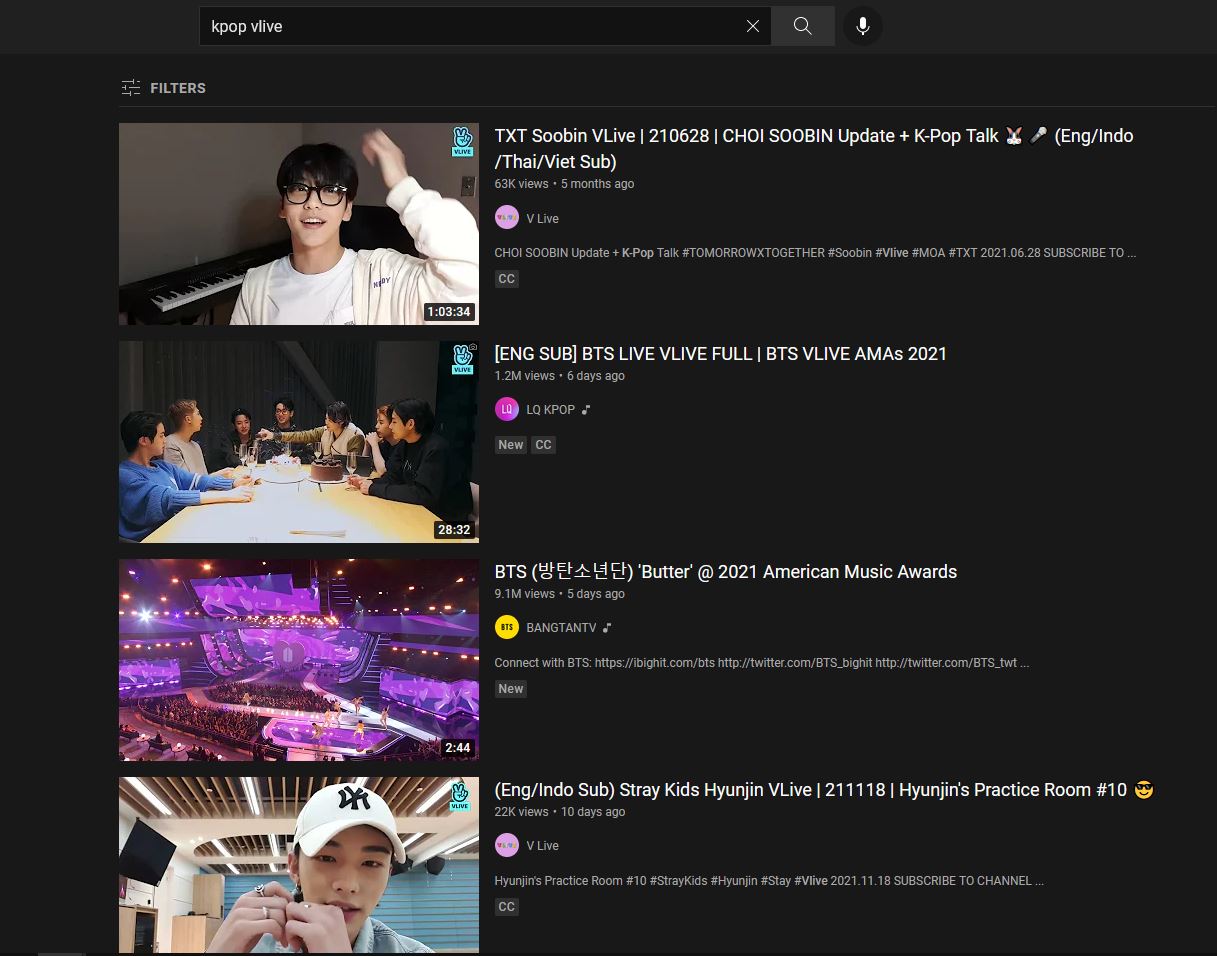 kpop vlive
FILTERS
VLIVE
1:03:34
TXT Soobin VLive | 210628 | CHOI SOOBIN Update + K-Pop Talk 🐰 🎤 (Eng/Indo
/Thai/Viet Sub)
63K views • 5 months ago
V Live
CHOI SOOBIN Update + K-Pop Talk #TOMORROWXTOGETHER #Soobin #Vlive #MOA #TXT 2021.06.28 SUBSCRIBE TO ...
CC
VLIVE
28:32
[ENG SUB] BTS LIVE VLIVE FULL | BTS VLIVE AMAs 2021
1.2M views • 6 days ago
LQ
LQ KPOP
New CC
2:44
BTS (방탄소년단) 'Butter' @ 2021 American Music Awards
9.1M views • 5 days ago
BTS
BANGTANTV
Connect with BTS: https://ibighit.com/bts http://twitter.com/BTS_bighit http://twitter.com/BTS_twt ...
New
VLIVE
NY
(Eng/Indo Sub) Stray Kids Hyunjin VLive | 211118 | Hyunjin's Practice Room #10 😎
22K views • 10 days ago
V Live
Hyunjin's Practice Room #10 #StrayKids #Hyunjin #Stay #Vlive 2021.11.18 SUBSCRIBE TO CHANNEL ...
CC